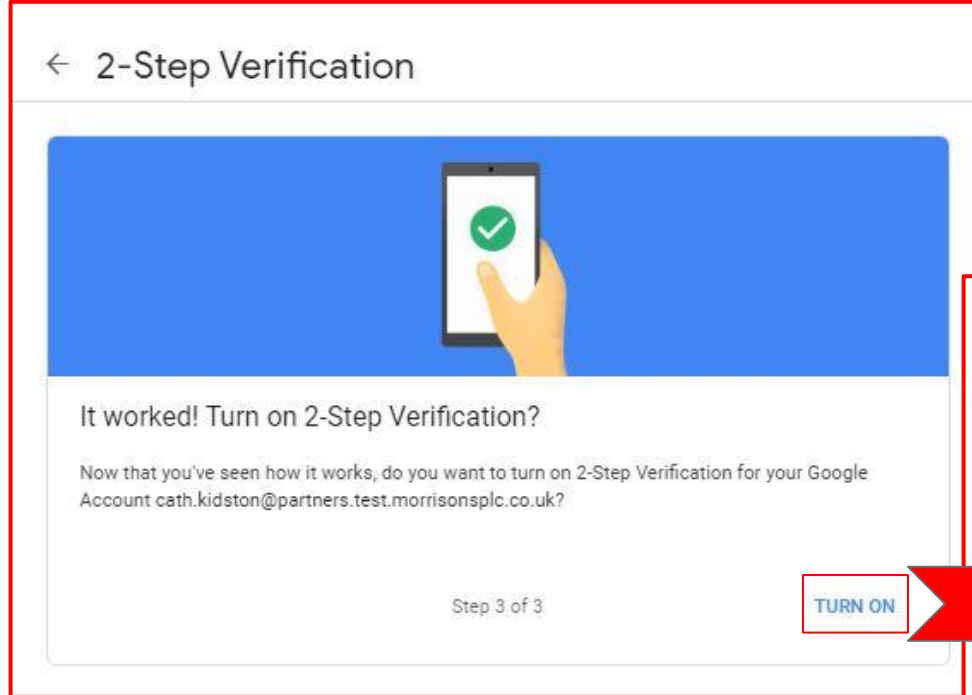 2-Step Verification
It worked! Turn on 2-Step Verification?
Now that you've seen how it works, do you want to turn on 2-Step Verification for your Google
Account cath.kidston@partners.test.morrisonsplc.co.uk?
Step 3 of 3
TURN ON